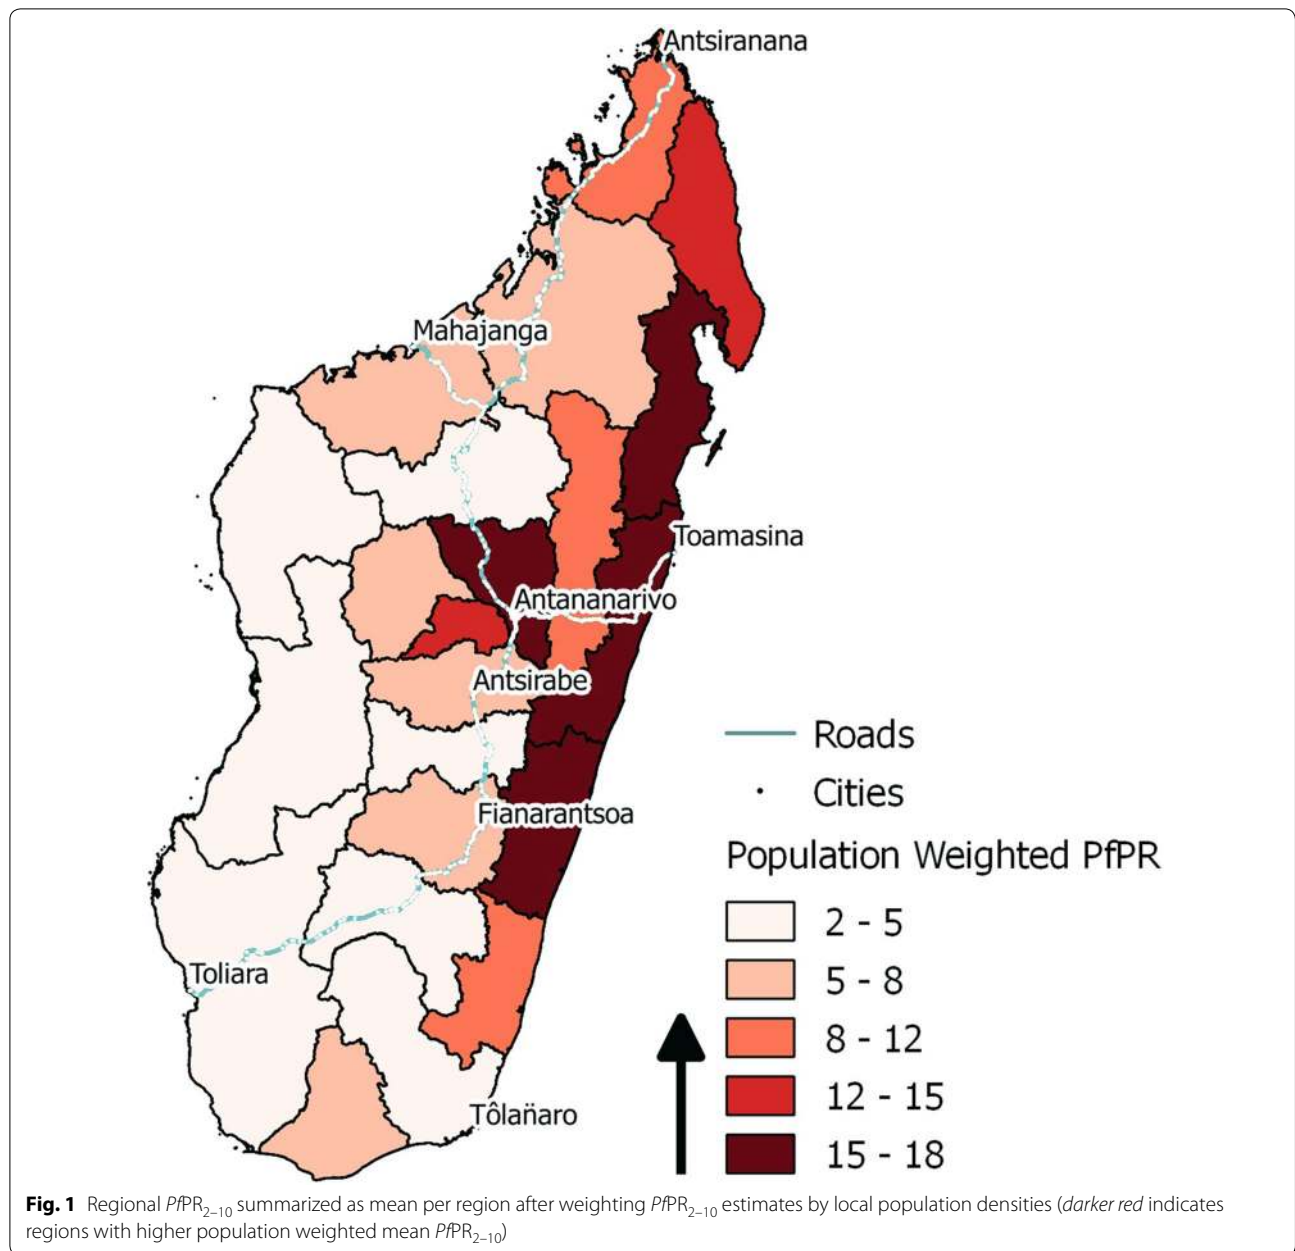 Antsiranana
Mahajanga
Toamasina
Antananarivo
Antsirabe
Fianarantsoa
Toliara
Tôlan̈aro
Roads
Cities
Population Weighted PfPR
2 - 5
5 - 8
8 - 12
12 - 15
15 - 18
Fig. 1 Regional PfPR2–10 summarized as mean per region after weighting PfPR2–10 estimates by local population densities (darker red indicates
regions with higher population weighted mean PfPR2–10)